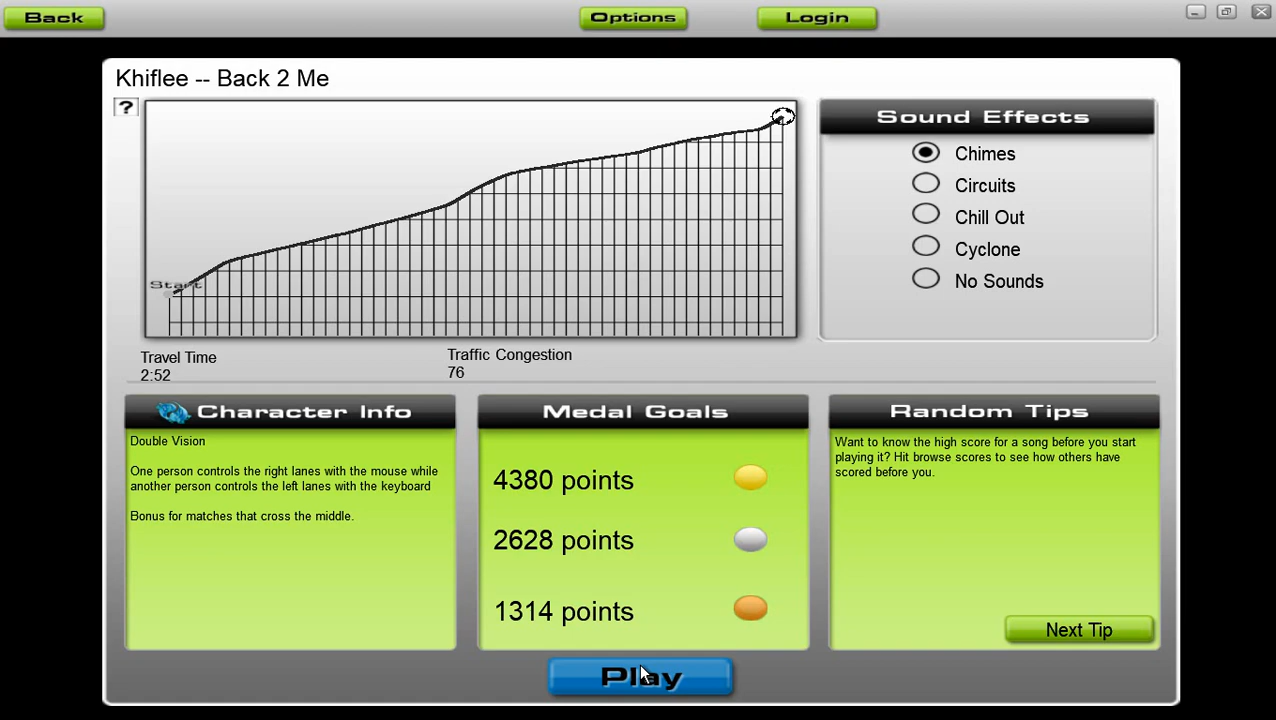 Back
Options
Login
Khiflee -- Back 2 Me
?
Start
Travel Time
2:52
Traffic Congestion
76
Sound Effects
Chimes
Circuits
Chill Out
Cyclone
No Sounds
Character Info
Double Vision
One person controls the right lanes with the mouse while
another person controls the left lanes with the keyboard
Bonus for matches that cross the middle.
Medal Goals
4380 points
2628 points
1314 points
Random Tips
Want to know the high score for a song before you start
playing it? Hit browse scores to see how others have
scored before you.
Next Tip
Play